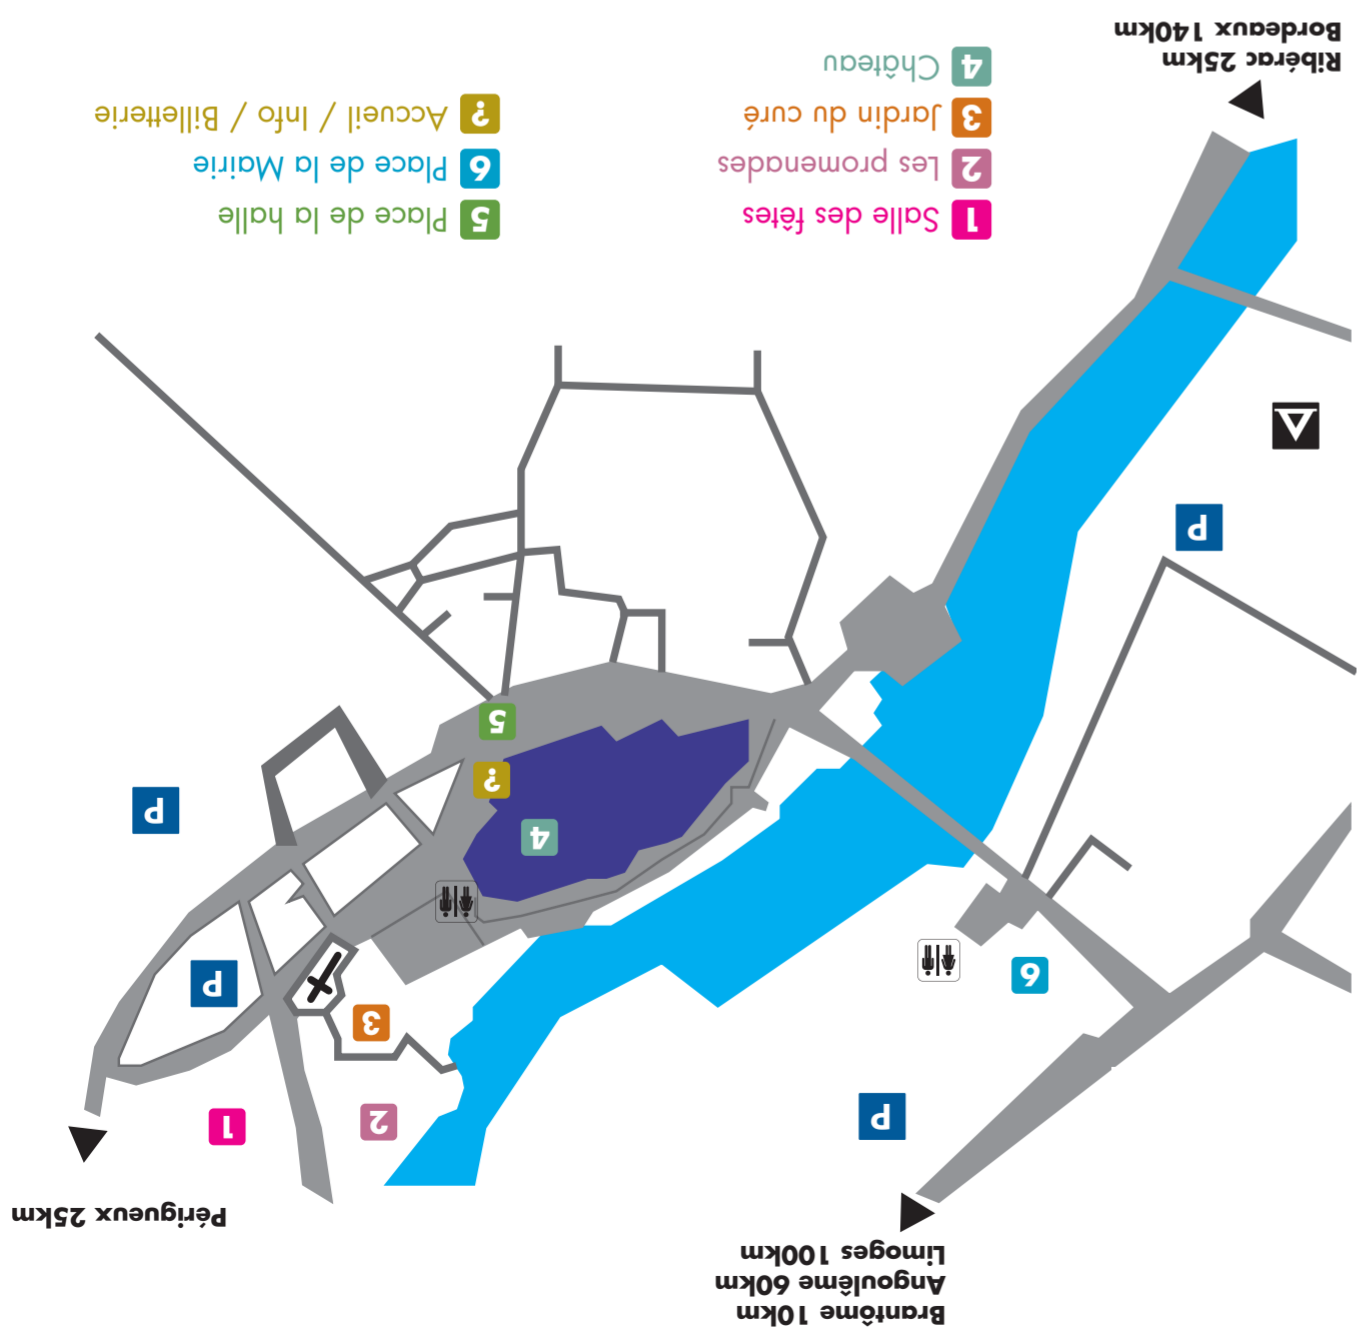 Brantôme 10km
Angoulême 60km
Limoges 100km
Périgueux 25km
2
1
P
3
P
6
4
P
?
5
P
1 Salle des fêtes
2 Les promenades
3 Jardin du curé
4 Château
5 Place de la halle
6 Place de la Mairie
? Accueil / Info / Billetterie
Ribérac 25km
Bordeaux 140km